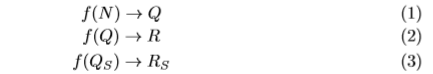 f(N) → Q (1)
f(Q) → R (2)
f(Q_S) → R_S (3)